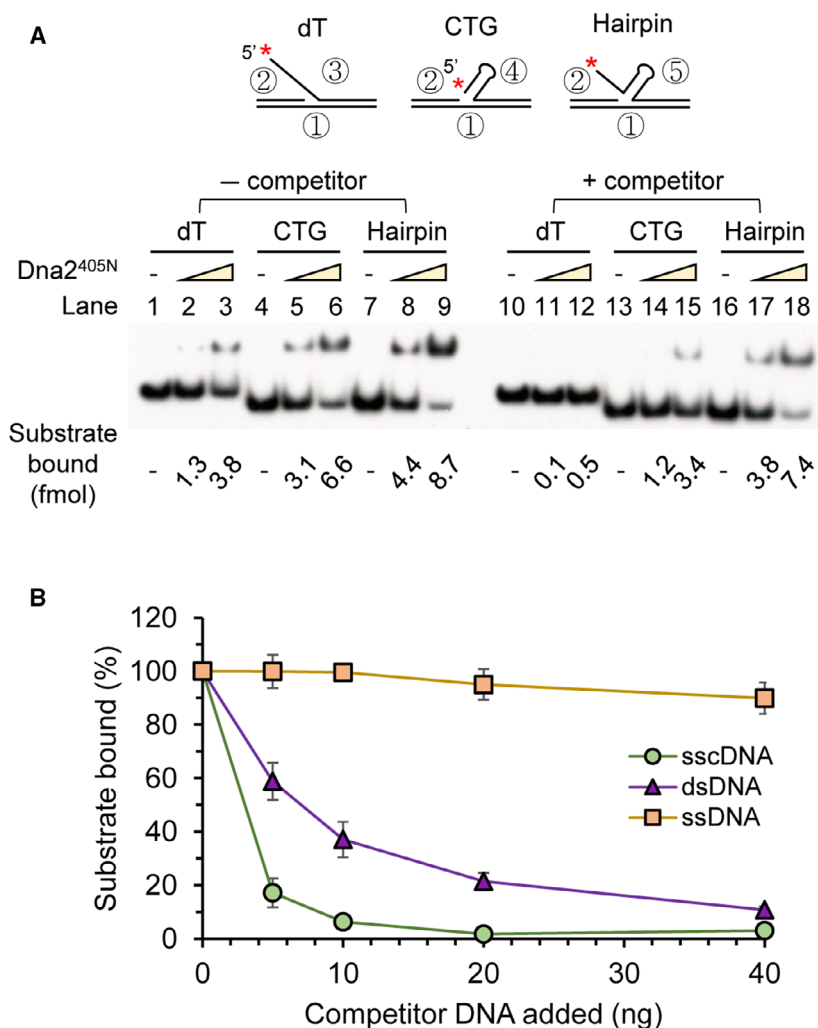 A
dT CTG Hairpin
5’ * ② ③ ① ② 5’ * ④ ① * ② ⑤ ①
— competitor + competitor
dT CTG Hairpin dT CTG Hairpin
Dna2405N - - - - - -
Lane 1 2 3 4 5 6 7 8 9 10 11 12 13 14 15 16 17 18
Substrate
bound
(fmol)
- 1.3 3.8 - 3.1 6.6 - 4.4 8.7 - 0.1 0.5 - 1.2 3.4 - 3.8 7.4
B
Substrate bound (%)
120
100
80
60
40
20
0
sscDNA
dsDNA
ssDNA
0 10 20 30 40
Competitor DNA added (ng)